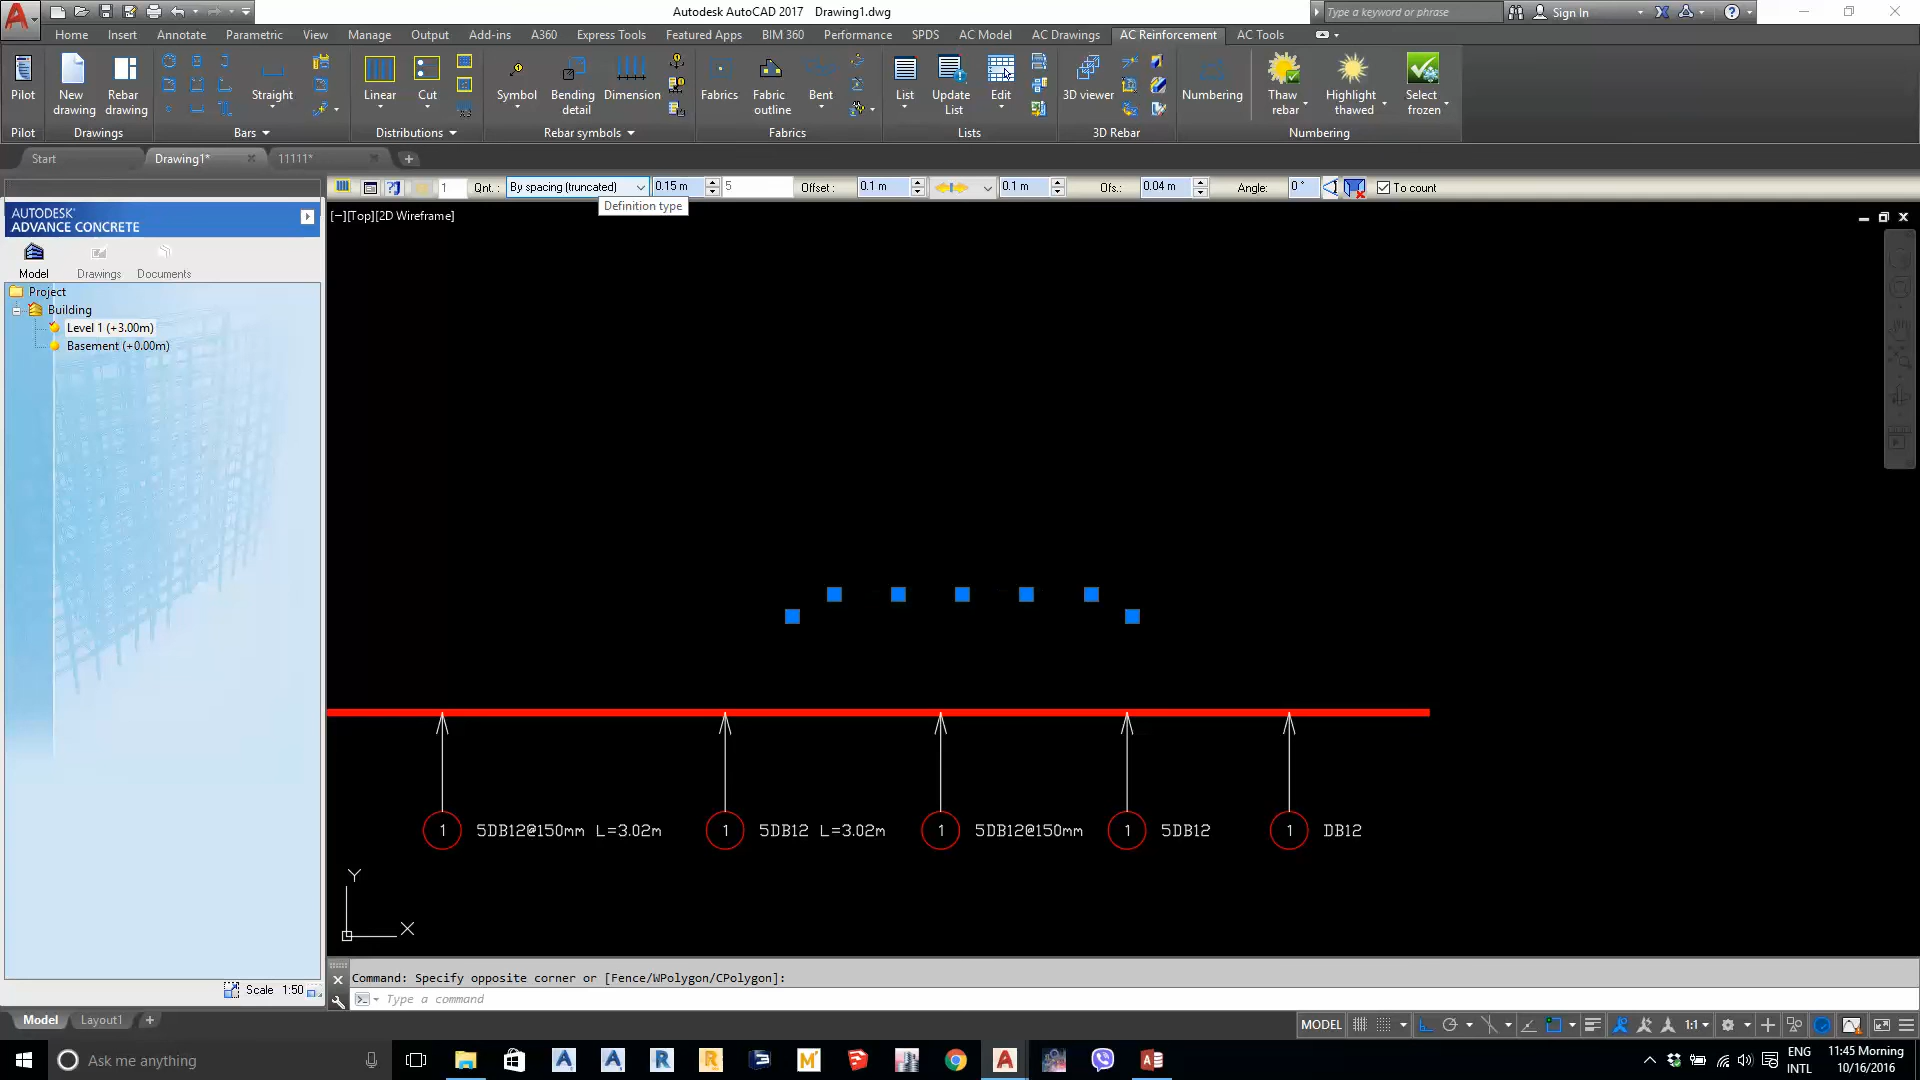 Autodesk AutoCAD 2017 Drawing1.dwg
Type a keyword or phrase
Sign In
Home Insert Annotate Parametric View Manage Output Add-ins A360 Express Tools Featured Apps BIM 360 Performance SPDS AC Model AC Drawings AC Reinforcement AC Tools
Pilot
New drawing
Rebar drawing
Straight
Linear
Cut
Symbol
Bending detail
Dimension
Fabrics
Fabric outline
Bent
List
Update List
Edit
3D viewer
Numbering
Thaw rebar
Highlight thawed
Select frozen
Pilot Drawings Bars Distributions Rebar symbols Fabrics Lists 3D Rebar Numbering
Start Drawing1* 11111*
1 Qnt. : By spacing (truncated) 0.15 m 5 Offset : 0.1 m 0.1 m Ofs.: 0.04 m Angle: 0 ° To count
Definition type
[−][Top][2D Wireframe]
AUTODESK®
ADVANCE CONCRETE
Model Drawings Documents
Project
Building
Level 1 (+3.00m)
Basement (+0.00m)
1 5DB12@150mm L=3.02m
1 5DB12 L=3.02m
1 5DB12@150mm
1 5DB12
1 DB12
Y
X
Scale 1:50
Command: Specify opposite corner or [Fence/WPolygon/CPolygon]:
Type a command
Model Layout1
MODEL 1:1
Ask me anything
ENG
INTL
11:45 Morning
10/16/2016